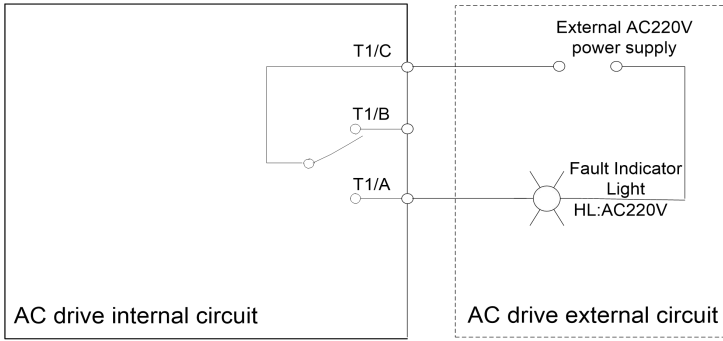 External AC220V
power supply
T1/C
T1/B
T1/A
Fault Indicator
Light
HL:AC220V
AC drive internal circuit
AC drive external circuit